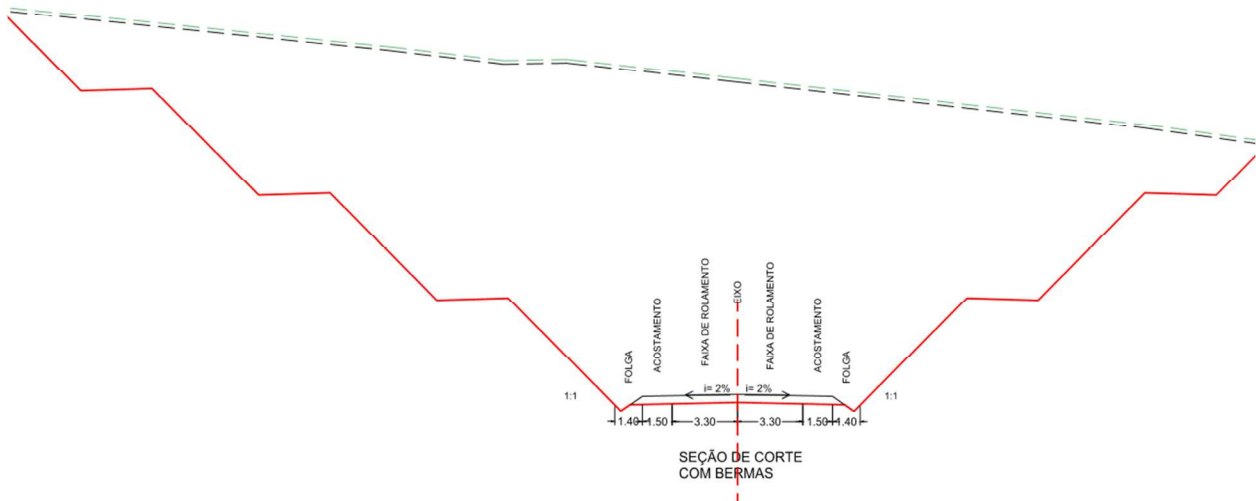 FOLGA
ACOSTAMENTO
FAIXA DE ROLAMENTO
EIXO
FAIXA DE ROLAMENTO
ACOSTAMENTO
FOLGA
1:1
i= 2%
i= 2%
1:1
1.40
1.50
3.30
3.30
1.50
1.40
SEÇÃO DE CORTE
COM BERMAS